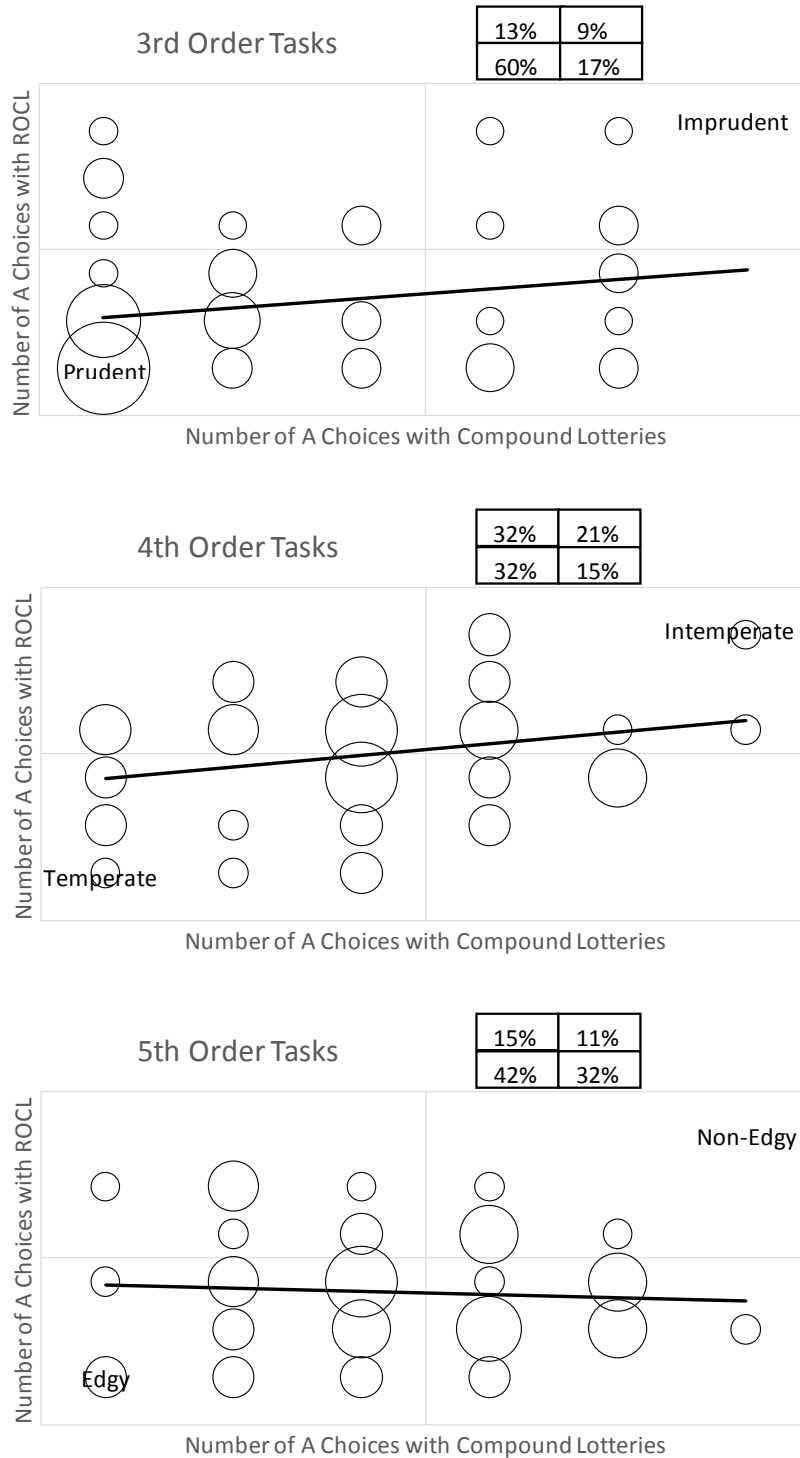 3rd Order Tasks
13% 9%
60% 17%
Number of A Choices with ROCL
Imprudent
Prudent
Number of A Choices with Compound Lotteries
4th Order Tasks
32% 21%
32% 15%
Number of A Choices with ROCL
Intemperate
Temperate
Number of A Choices with Compound Lotteries
5th Order Tasks
15% 11%
42% 32%
Number of A Choices with ROCL
Non-Edgy
Edgy
Number of A Choices with Compound Lotteries